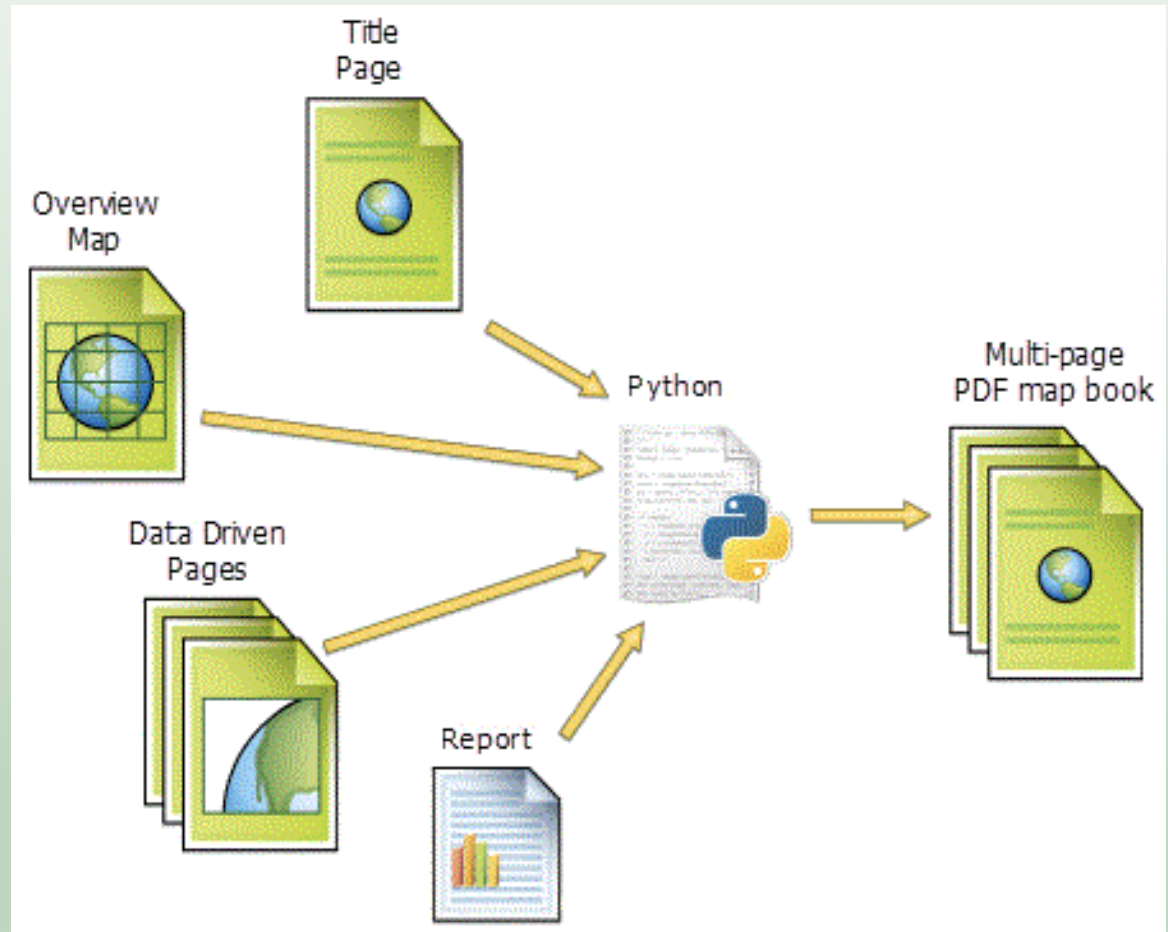 Title
Page
Overview
Map
Python
Multi-page
PDF map book
Data Driven
Pages
Report